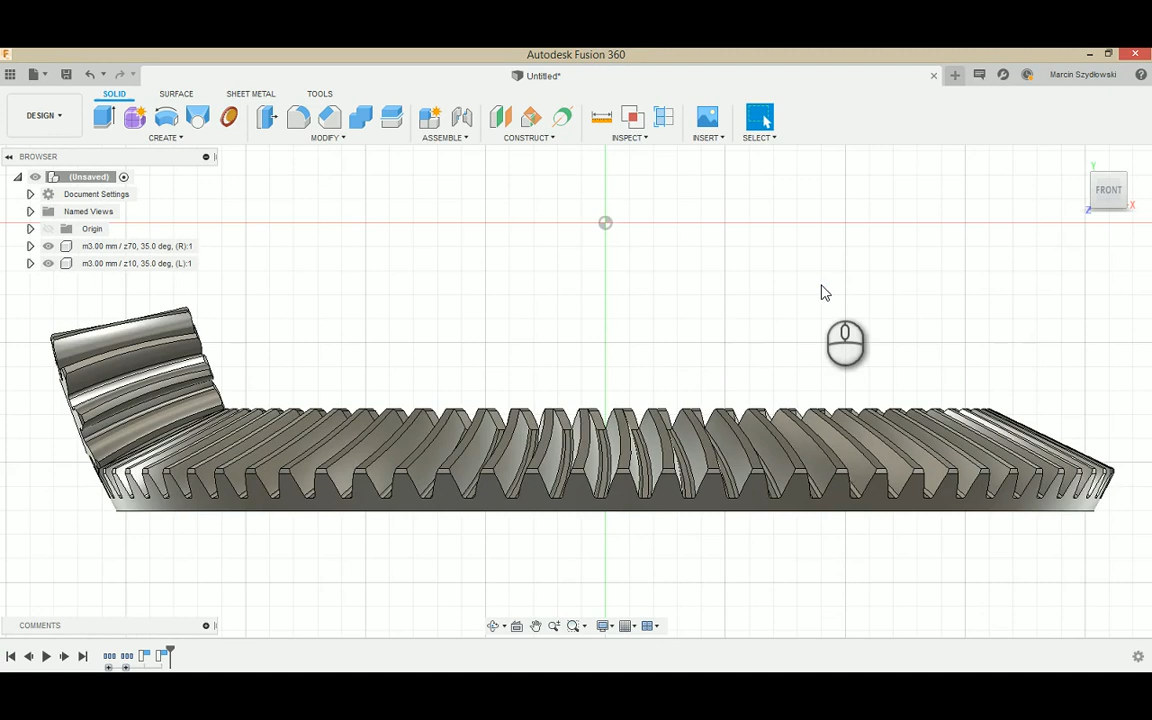 F
Autodesk Fusion 360
Untitled*
Marcin Szydłowski
DESIGN
SOLID
SURFACE
SHEET METAL
TOOLS
CREATE
MODIFY
ASSEMBLE
CONSTRUCT
INSPECT
INSERT
SELECT
BROWSER
(Unsaved)
Document Settings
Named Views
Origin
m3.00 mm / z70, 35.0 deg, (R):1
m3.00 mm / z10, 35.0 deg, (L):1
Y
FRONT
X
Z
COMMENTS